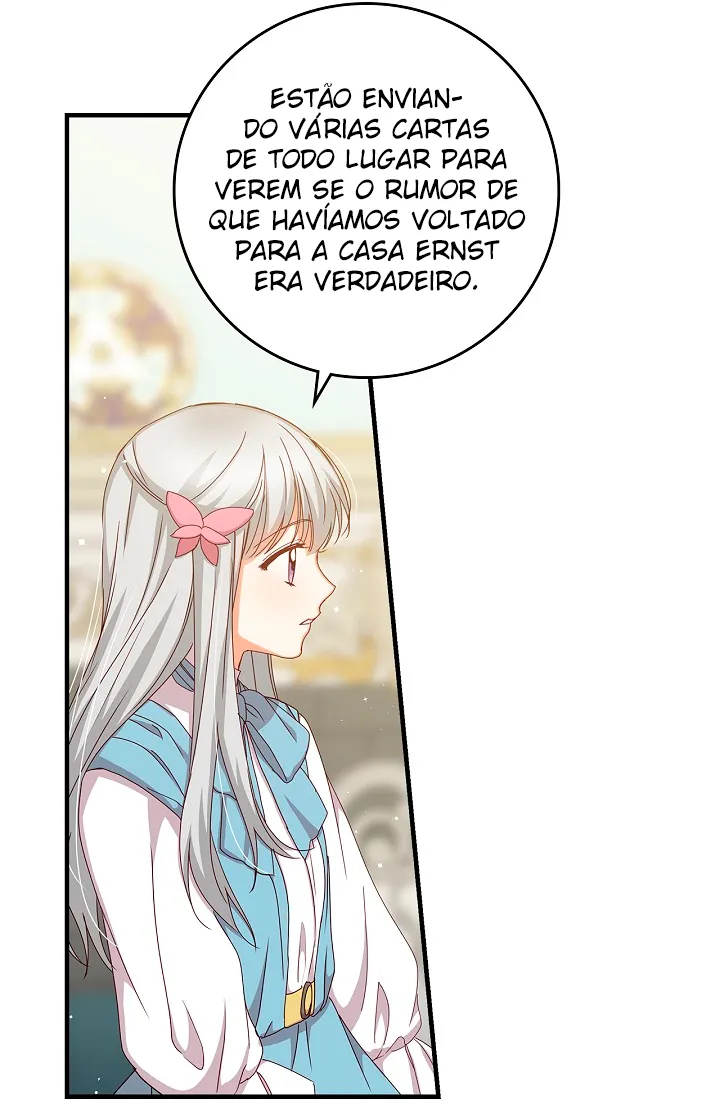 ESTÃO ENVIAN-
DO VÁRIAS CARTAS
DE TODO LUGAR PARA
VEREM SE O RUMOR DE
QUE HAVÍAMOS VOLTADO
PARA A CASA ERNST
ERA VERDADEIRO.